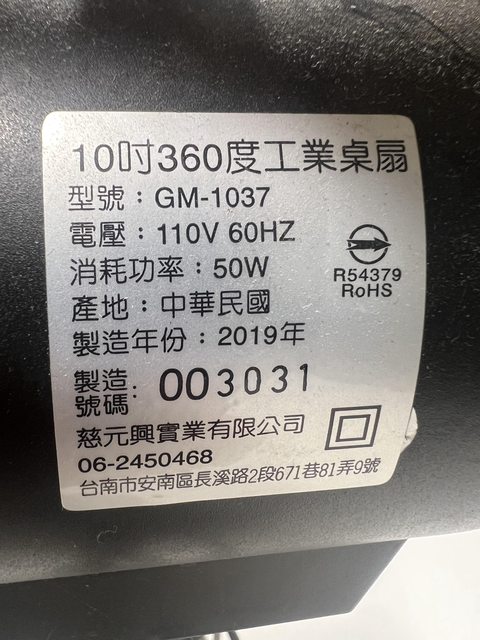 10吋360度工業桌扇
型號：GM-1037
電壓：110V 60HZ
消耗功率：50W
產地：中華民國
製造年份：2019年
製造號碼: 003031
慈元興實業有限公司
06-2450468
台南市安南區長溪路2段671巷81弄9號
R54379
RoHS